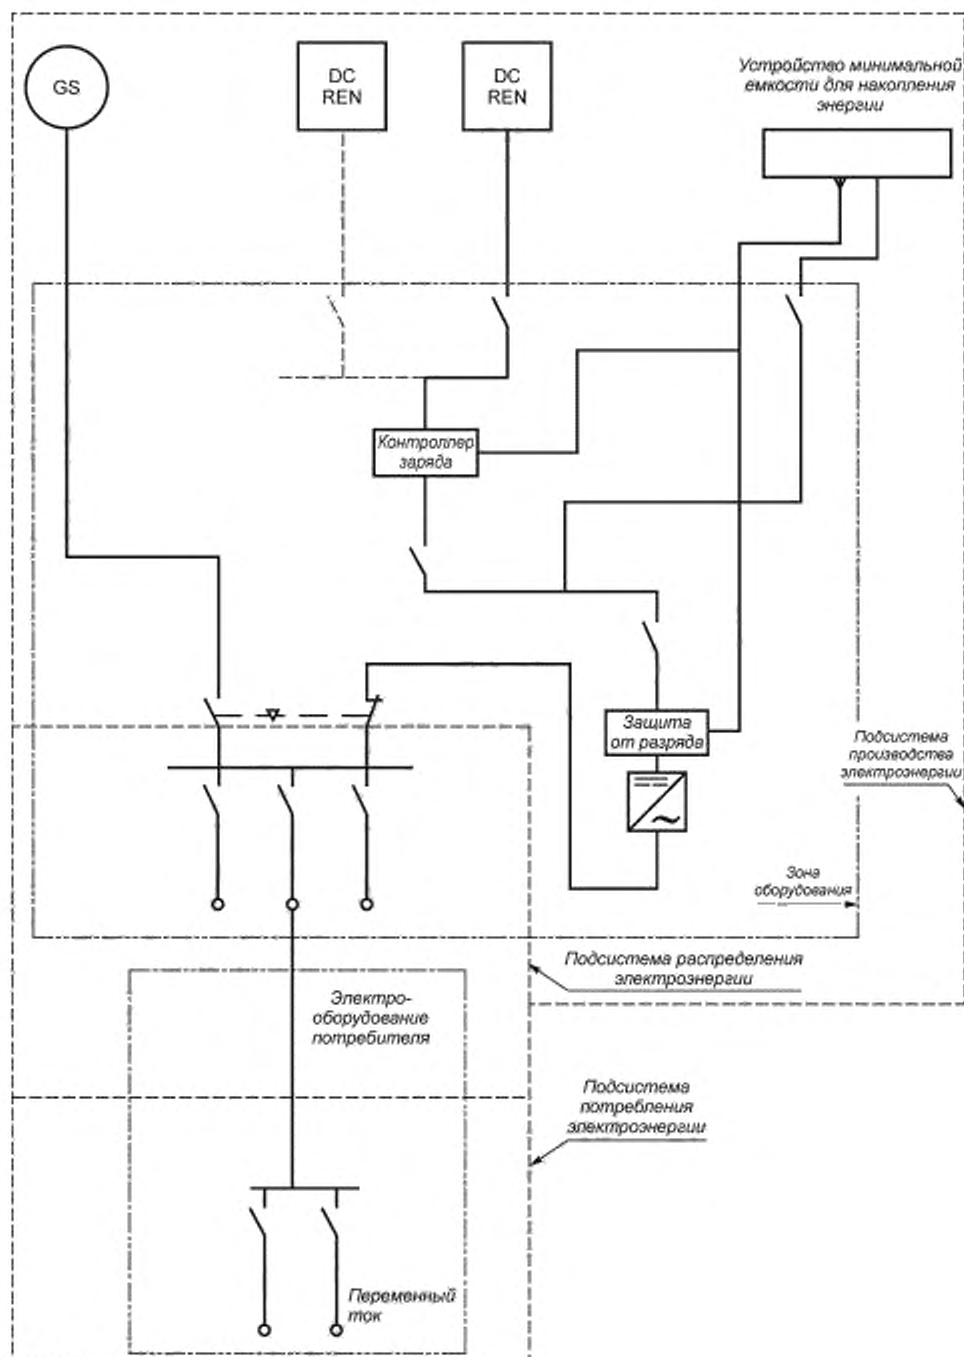 GS
DC
REN
DC
REN
Устройство минимальной
емкости для накопления
энергии
Контроллер
заряда
Защита
от разряда
Подсистема
производства
электроэнергии
Зона
оборудования
Подсистема распределения
электроэнергии
Электро-
оборудование
потребителя
Подсистема
потребления
электроэнергии
Переменный
ток